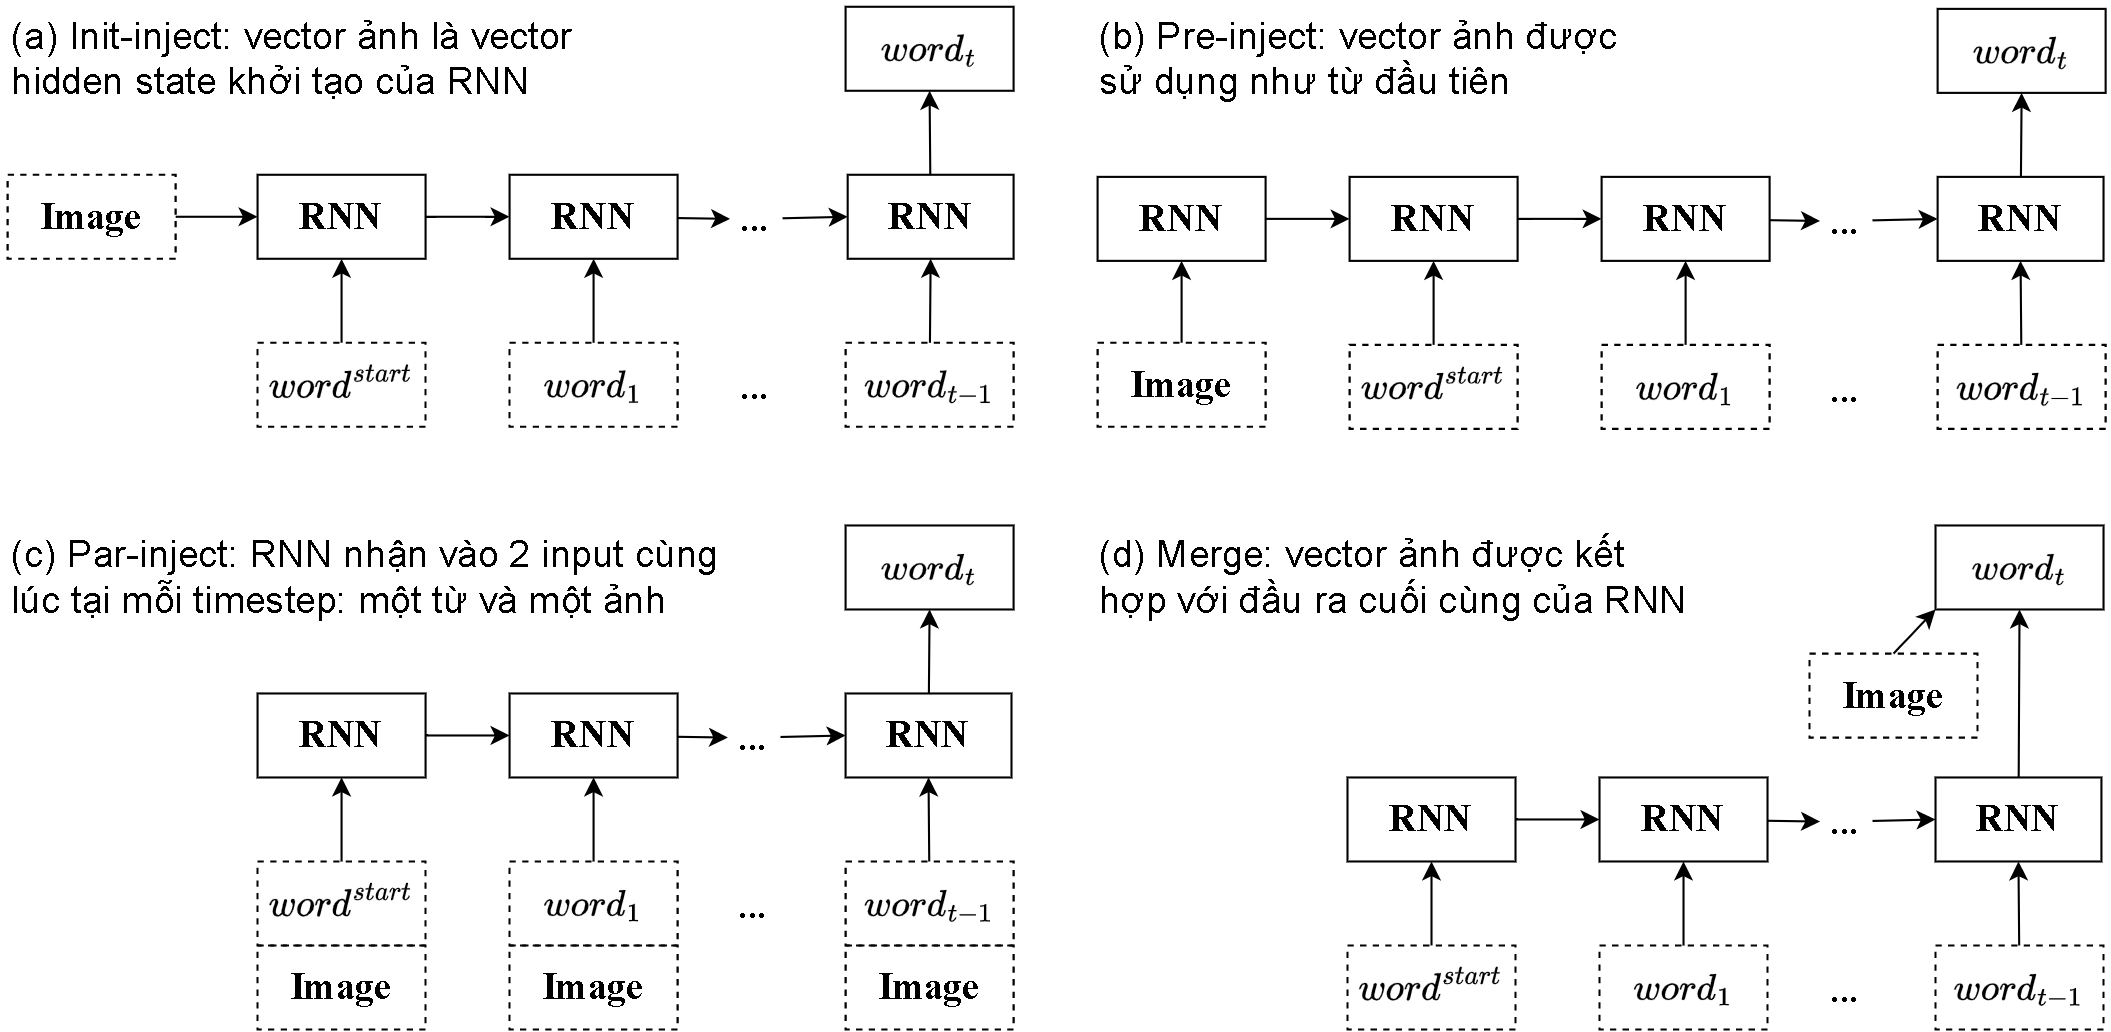 (a) Init-inject: vector ảnh là vector
hidden state khởi tạo của RNN
word_t
Image
RNN
RNN
...
RNN
word^start
word_1
...
word_{t-1}
(b) Pre-inject: vector ảnh được
sử dụng như từ đầu tiên
word_t
RNN
RNN
RNN
...
RNN
Image
word^start
word_1
...
word_{t-1}
(c) Par-inject: RNN nhận vào 2 input cùng
lúc tại mỗi timestep: một từ và một ảnh
word_t
RNN
RNN
...
RNN
word^start
word_1
...
word_{t-1}
Image
Image
Image
(d) Merge: vector ảnh được kết
hợp với đầu ra cuối cùng của RNN
word_t
Image
RNN
RNN
...
RNN
word^start
word_1
...
word_{t-1}